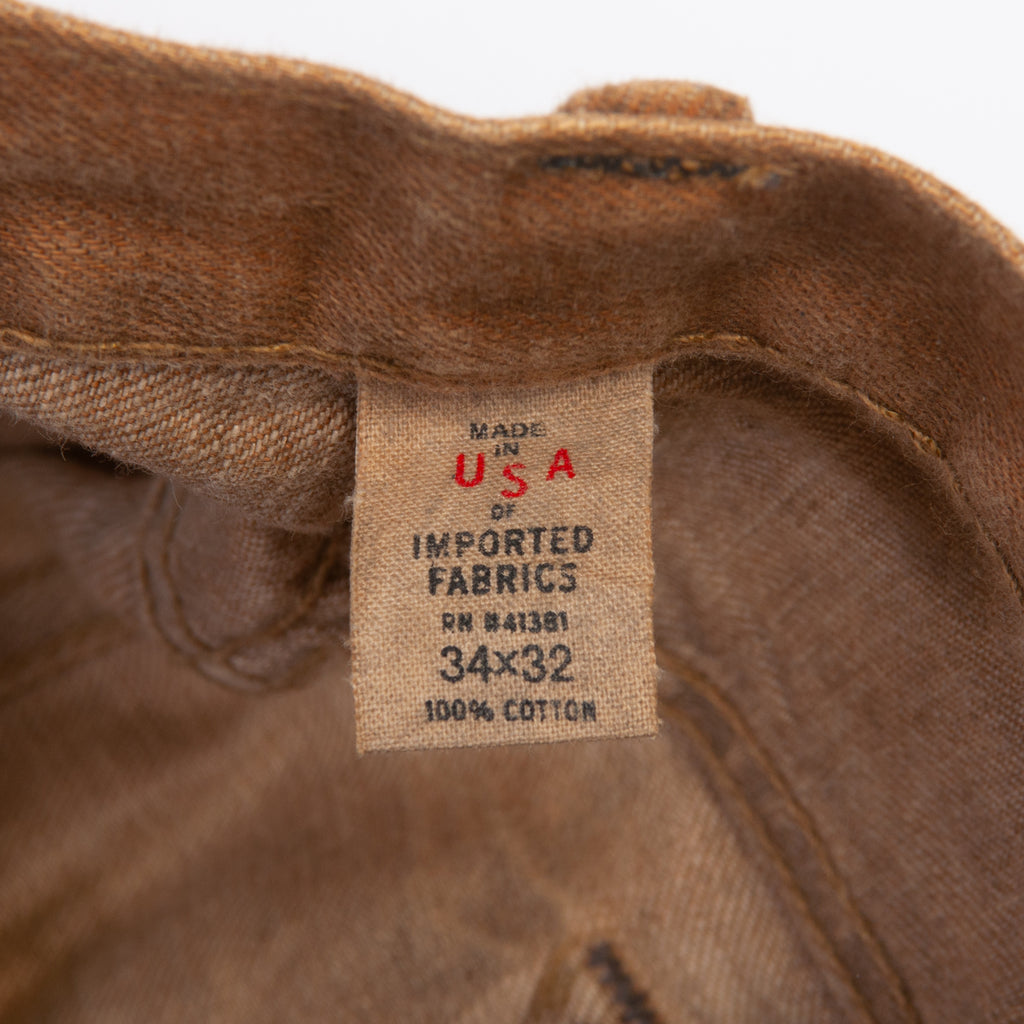 MADE
IN
USA
OF
IMPORTED
FABRICS
RN #41381
34x32
100% COTTON